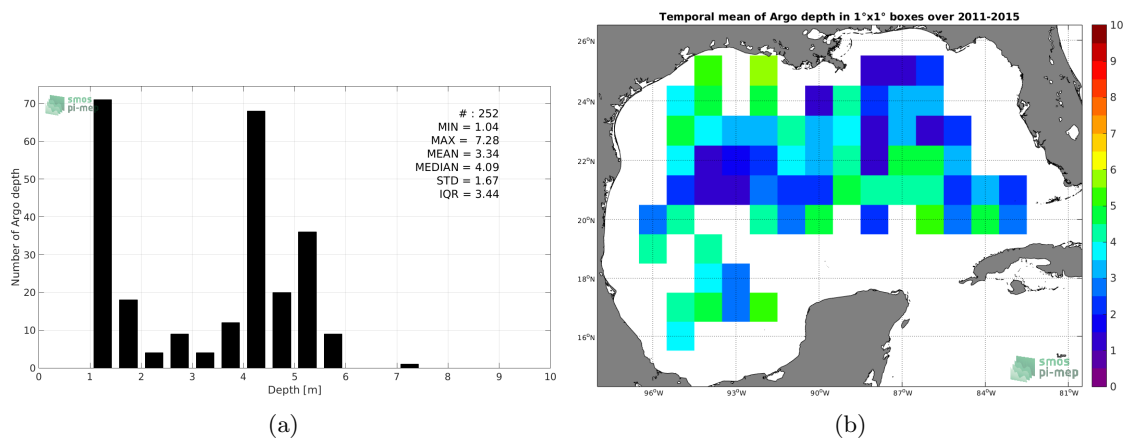 smos
pi-mep
# : 252
MIN = 1.04
MAX = 7.28
MEAN = 3.34
MEDIAN = 4.09
STD = 1.67
IQR = 3.44
Number of Argo depth
70
60
50
40
30
20
10
0
0 1 2 3 4 5 6 7 8 9 10
Depth [m]
(a)
Temporal mean of Argo depth in 1°x1° boxes over 2011-2015
26°N
24°N
22°N
20°N
18°N
16°N
96°W 93°W 90°W 87°W 84°W 81°W
smos
pi-mep
10
9
8
7
6
5
4
3
2
1
0
(b)